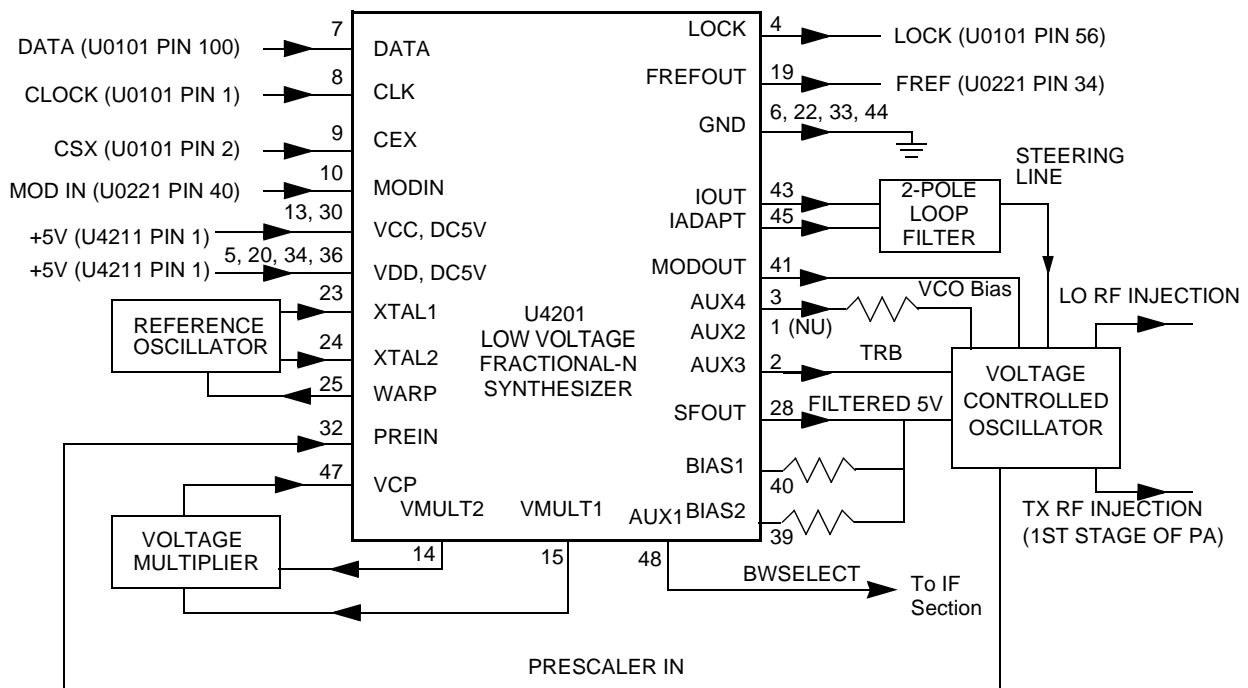 DATA (U0101 PIN 100)
7
DATA
CLOCK (U0101 PIN 1)
8
CLK
CSX (U0101 PIN 2)
9
CEX
MOD IN (U0221 PIN 40)
10
MODIN
+5V (U4211 PIN 1)
13, 30
VCC, DC5V
+5V (U4211 PIN 1)
5, 20, 34, 36
VDD, DC5V
REFERENCE
OSCILLATOR
23
XTAL1
24
XTAL2
25
WARP
32
PREIN
47
VCP
VOLTAGE
MULTIPLIER
VMULT2
14
VMULT1
15
AUX1
48
BWSELECT
To IF
Section
U4201
LOW VOLTAGE
FRACTIONAL-N
SYNTHESIZER
LOCK
4
LOCK (U0101 PIN 56)
FREFOUT
19
FREF (U0221 PIN 34)
GND
6, 22, 33, 44
IOUT
43
IADAPT
45
2-POLE
LOOP
FILTER
STEERING
LINE
MODOUT
41
AUX4
3
VCO Bias
AUX2
1 (NU)
AUX3
2
TRB
SFOUT
28
FILTERED 5V
BIAS1
40
BIAS2
39
VOLTAGE
CONTROLLED
OSCILLATOR
LO RF INJECTION
TX RF INJECTION
(1ST STAGE OF PA)
PRESCALER IN